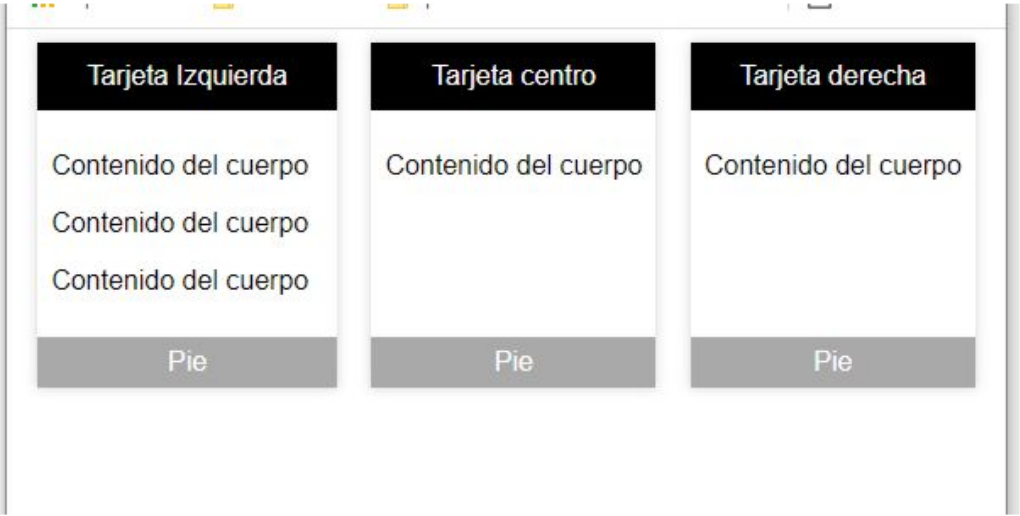 Tarjeta Izquierda
Contenido del cuerpo
Contenido del cuerpo
Contenido del cuerpo
Pie
Tarjeta centro
Contenido del cuerpo
Pie
Tarjeta derecha
Contenido del cuerpo
Pie